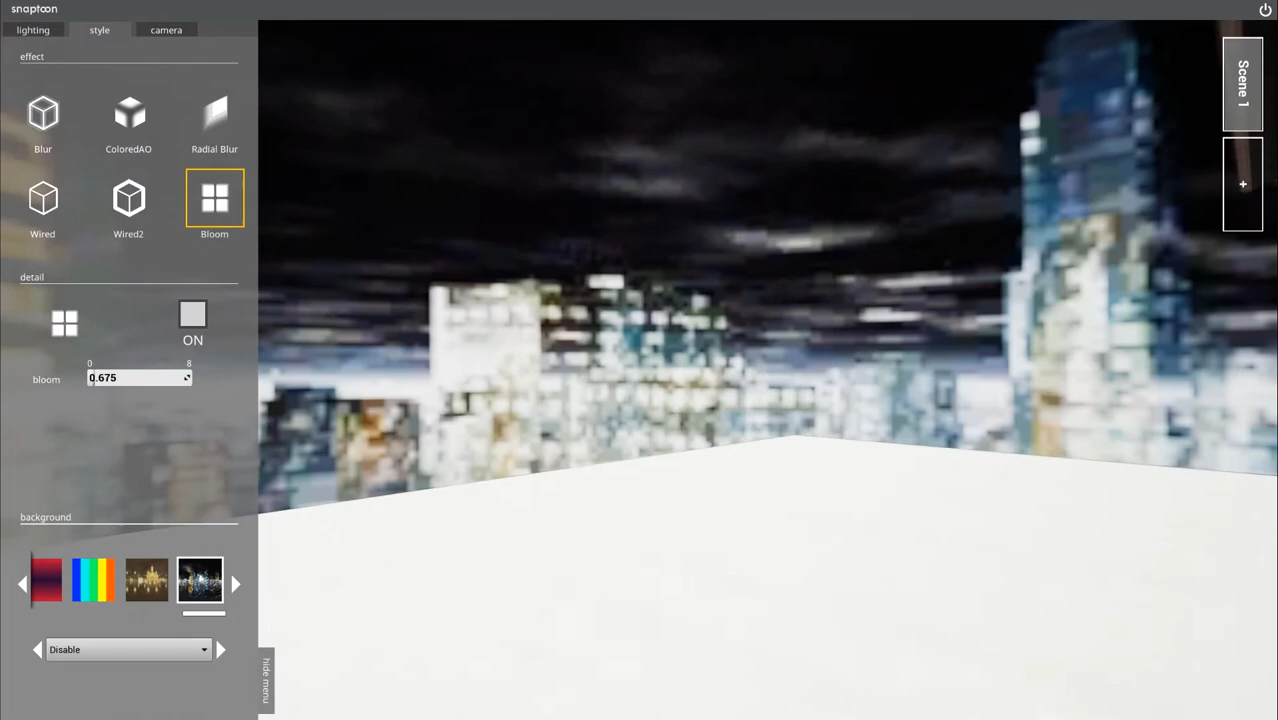 snaptoon
lighting
style
camera
effect
Blur
ColoredAO
Radial Blur
Wired
Wired2
Bloom
detail
ON
0
8
bloom
0.675
background
Disable
hide menu
Scene 1
+